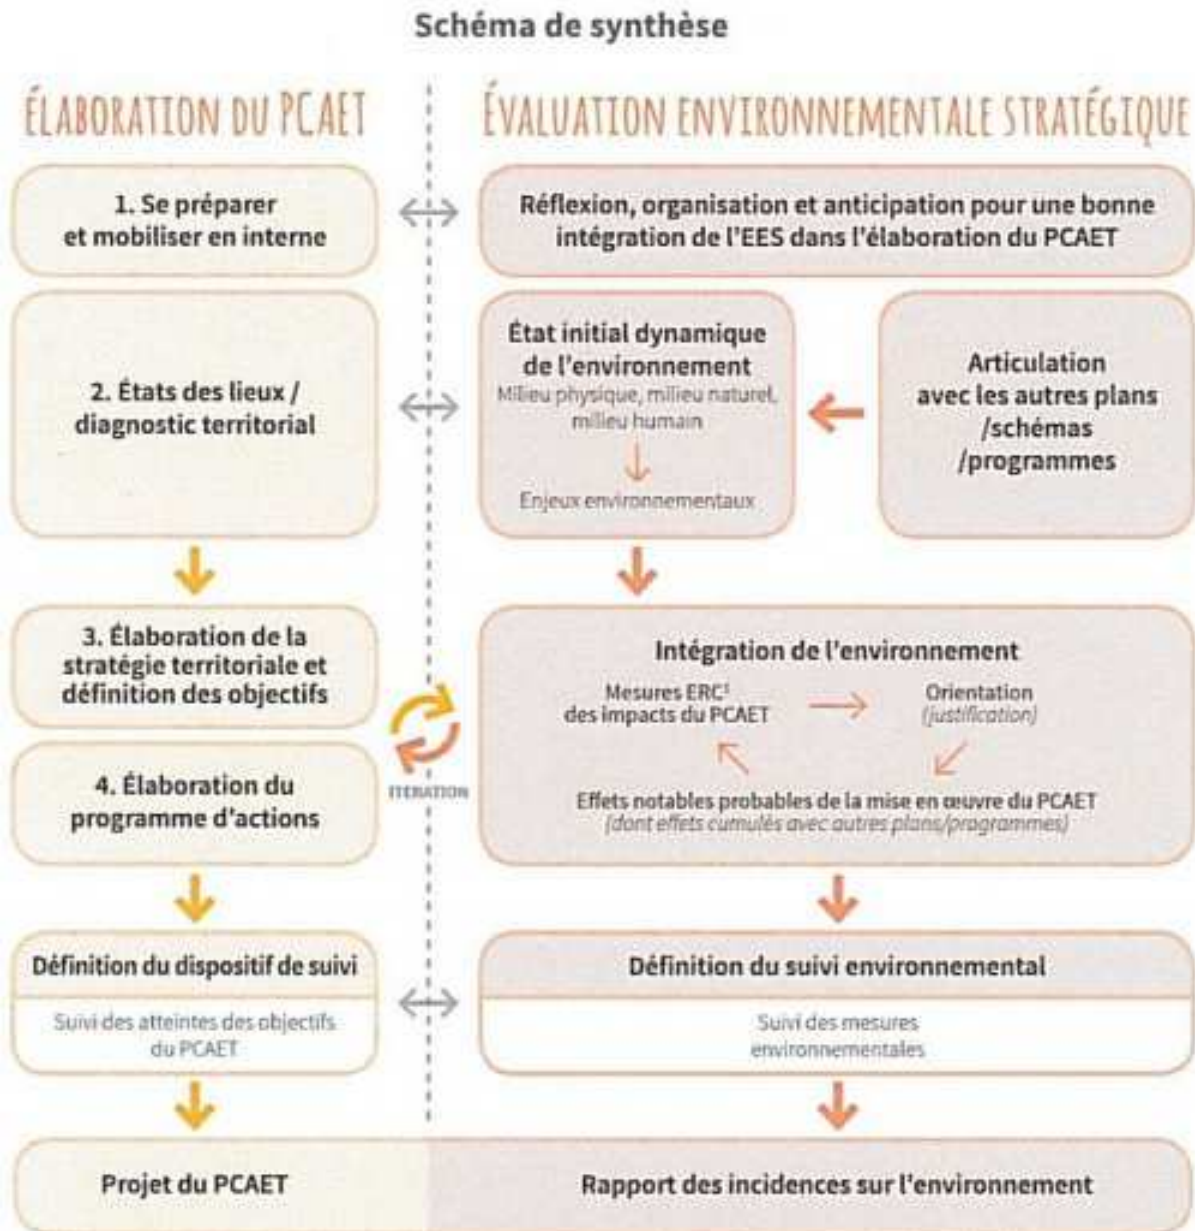 Schéma de synthèse
ÉLABORATION DU PCAET
ÉVALUATION ENVIRONNEMENTALE STRATÉGIQUE
1. Se préparer
et mobiliser en interne
Réflexion, organisation et anticipation pour une bonne
intégration de l'EES dans l'élaboration du PCAET
2. États des lieux /
diagnostic territorial
État initial dynamique
de l'environnement
Milieu physique, milieu naturel,
milieu humain
Enjeux environnementaux
Articulation
avec les autres plans
/schémas
/programmes
3. Élaboration de la
stratégie territoriale et
définition des objectifs
4. Élaboration du
programme d'actions
ITERATION
Intégration de l'environnement
Mesures ERC¹
des impacts du PCAET
Orientation
(justification)
Effets notables probables de la mise en œuvre du PCAET
(dont effets cumulés avec autres plans/programmes)
Définition du dispositif de suivi
Suivi des atteintes des objectifs
du PCAET
Définition du suivi environnemental
Suivi des mesures
environnementales
Projet du PCAET
Rapport des incidences sur l'environnement